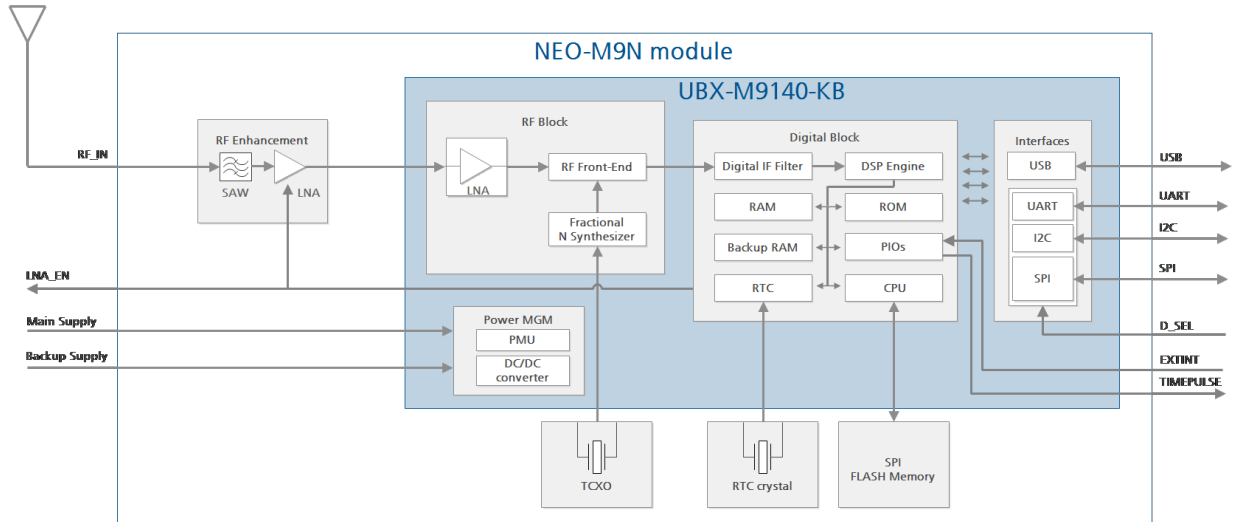 NEO-M9N module
UBX-M9140-KB
RF Enhancement
SAW
LNA
RF_IN
LNA_EN
Main Supply
Backup Supply
RF Block
LNA
RF Front-End
Fractional
N Synthesizer
Power MGM
PMU
DC/DC
converter
Digital Block
Digital IF Filter
DSP Engine
RAM
ROM
Backup RAM
PIOs
RTC
CPU
Interfaces
USB
UART
I2C
SPI
USB
UART
I2C
SPI
D_SEL
EXTINT
TIMEPULSE
TCXO
RTC crystal
SPI
FLASH Memory